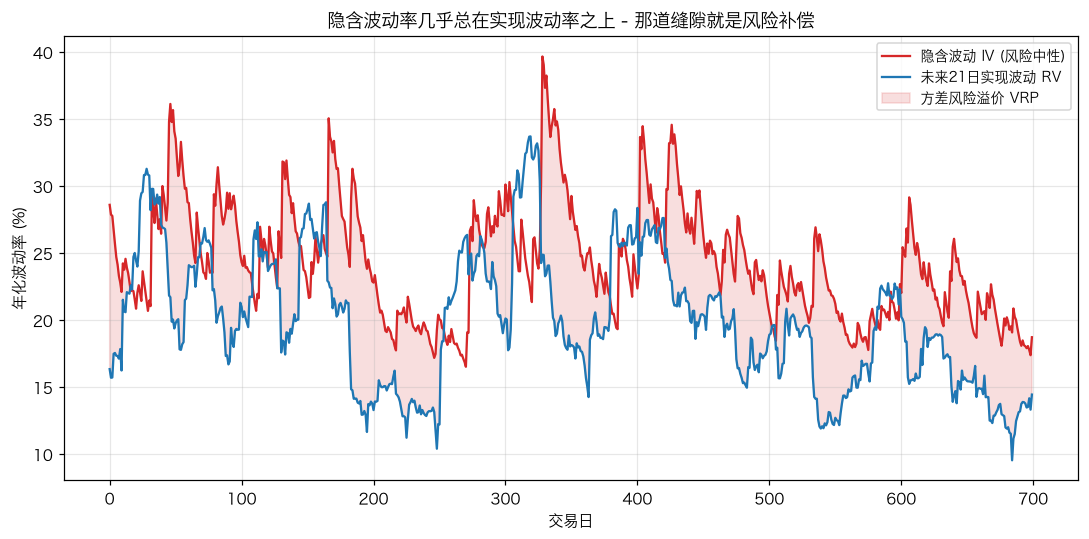 隐含波动率几乎总在实现波动率之上 - 那道缝隙就是风险补偿
隐含波动 IV (风险中性)
未来21日实现波动 RV
方差风险溢价 VRP
年化波动率 (%)
40
35
30
25
20
15
10
0 100 200 300 400 500 600 700
交易日